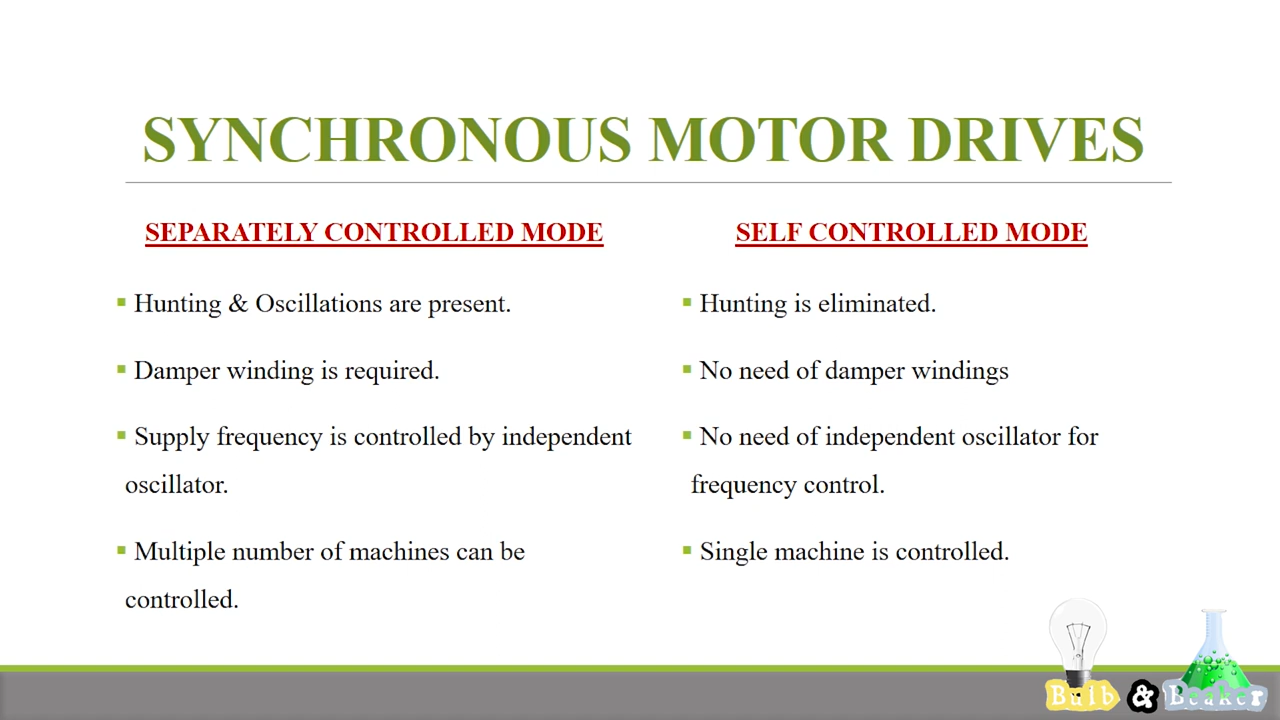 SYNCHRONOUS MOTOR DRIVES
SEPARATELY CONTROLLED MODE
▪ Hunting & Oscillations are present.
▪ Damper winding is required.
▪ Supply frequency is controlled by independent
oscillator.
▪ Multiple number of machines can be
controlled.
SELF CONTROLLED MODE
▪ Hunting is eliminated.
▪ No need of damper windings
▪ No need of independent oscillator for
frequency control.
▪ Single machine is controlled.
Bulb & Beaker